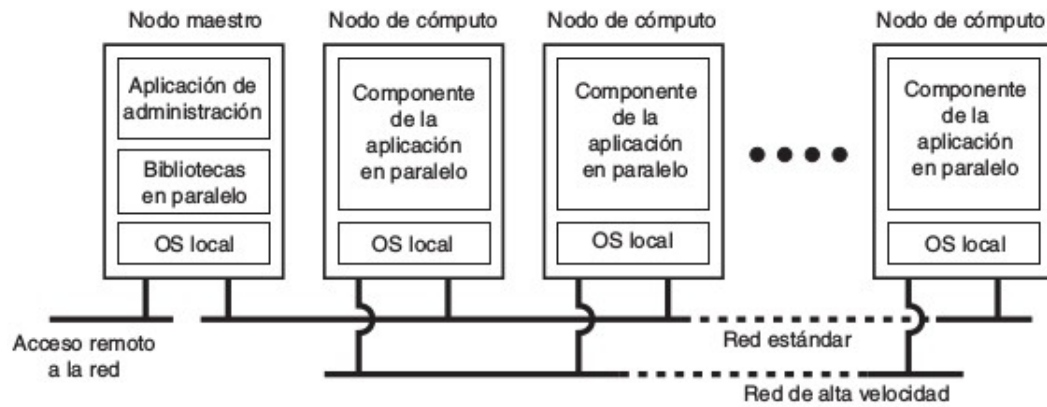 Nodo maestro
Nodo de cómputo
Nodo de cómputo
Nodo de cómputo
Aplicación de
administración
Bibliotecas
en paralelo
OS local
Componente
de la
aplicación
en paralelo
OS local
Componente
de la
aplicación
en paralelo
OS local
Componente
de la
aplicación
en paralelo
OS local
Acceso remoto
a la red
Red estándar
Red de alta velocidad